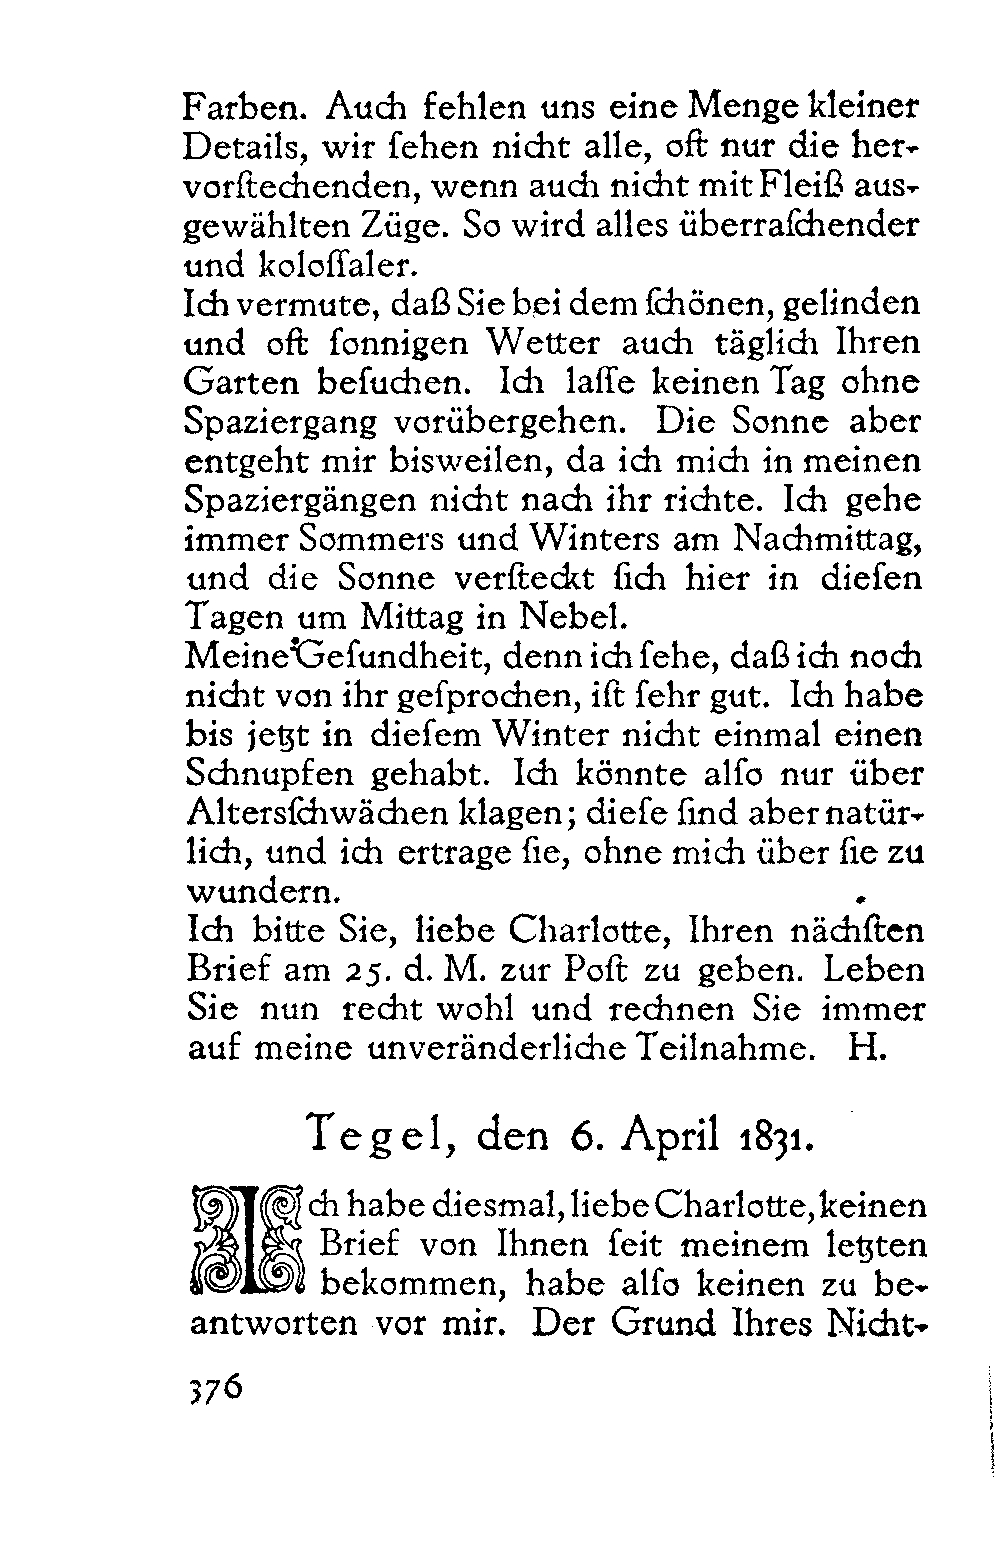 Farben. Auch fehlen uns eine Menge kleiner
Details, wir ſehen nicht alle, oft nur die her-
vorſtechenden, wenn auch nicht mit Fleiß aus-
gewählten Züge. So wird alles überraſchender
und koloſſaler.
Ich vermute, daß Sie bei dem ſchönen, gelinden
und oft ſonnigen Wetter auch täglich Ihren
Garten beſuchen. Ich laſſe keinen Tag ohne
Spaziergang vorübergehen. Die Sonne aber
entgeht mir bisweilen, da ich mich in meinen
Spaziergängen nicht nach ihr richte. Ich gehe
immer Sommers und Winters am Nachmittag,
und die Sonne verſteckt ſich hier in dieſen
Tagen um Mittag in Nebel.
Meine Geſundheit, denn ich ſehe, daß ich noch
nicht von ihr geſprochen, iſt ſehr gut. Ich habe
bis jetzt in dieſem Winter nicht einmal einen
Schnupfen gehabt. Ich könnte alſo nur über
Altersſchwächen klagen; dieſe ſind aber natür-
lich, und ich ertrage ſie, ohne mich über ſie zu
wundern.
Ich bitte Sie, liebe Charlotte, Ihren nächſten
Brief am 25. d. M. zur Poſt zu geben. Leben
Sie nun recht wohl und rechnen Sie immer
auf meine unveränderliche Teilnahme. H.
Tegel, den 6. April 1831.
Ich habe diesmal, liebe Charlotte, keinen
Brief von Ihnen ſeit meinem letzten
bekommen, habe alſo keinen zu be-
antworten vor mir. Der Grund Ihres Nicht-
376